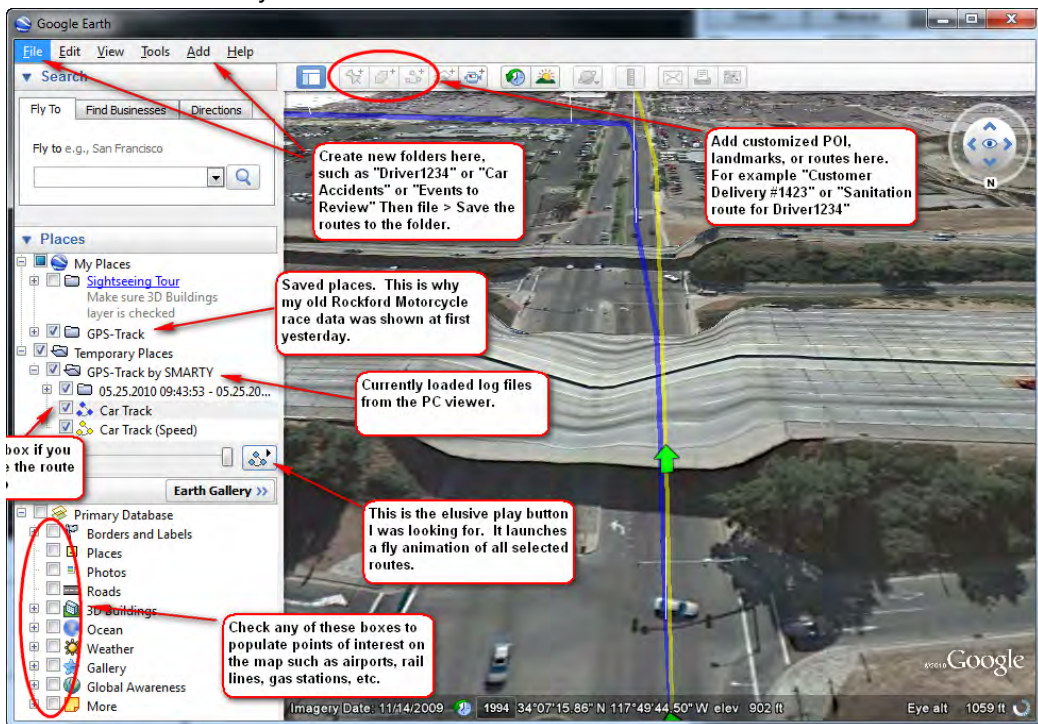 Google Earth
File Edit View Tools Add Help
Search
Fly To Find Businesses Directions
Fly to e.g., San Francisco
Create new folders here,
such as "Driver1234" or "Car
Accidents" or "Events to
Review" Then file > Save the
routes to the folder.
Add customized POI,
landmarks, or routes here.
For example "Customer
Delivery #1423" or "Sanitation
route for Driver1234"
N
Places
My Places
Sightseeing Tour
Make sure 3D Buildings
layer is checked
GPS-Track
Temporary Places
GPS-Track by SMARTY
05.25.2010 09:43:53 - 05.25.20...
Car Track
Car Track (Speed)
Saved places. This is why
my old Rockford Motorcycle
race data was shown at first
yesterday.
Currently loaded log files
from the PC viewer.
box if you
the route
Earth Gallery >>
This is the elusive play button
I was looking for. It launches
a fly animation of all selected
routes.
Primary Database
Borders and Labels
Places
Photos
Roads
3D Buildings
Ocean
Weather
Gallery
Global Awareness
More
Check any of these boxes to
populate points of interest on
the map such as airports, rail
lines, gas stations, etc.
©2010 Google
Imagery Date: 11/14/2009 1994 34°07'15.86" N 117°49'44.50" W elev 902 ft Eye alt 1059 ft